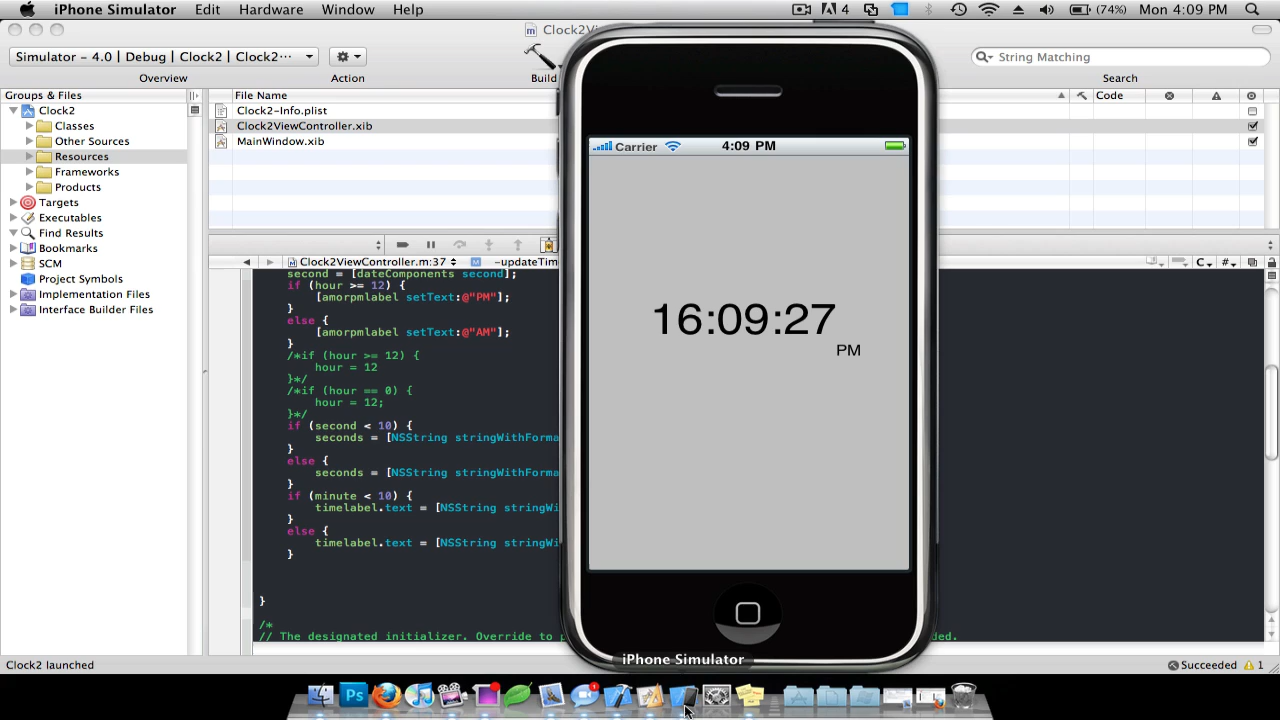 iPhone Simulator Edit Hardware Window Help 4 (74%) Mon 4:09 PM
Clock2View
Simulator - 4.0 | Debug | Clock2 | Clock2···
String Matching
Overview Action Build Search
Groups & Files File Name Code
Clock2 Clock2-Info.plist
Classes Clock2ViewController.xib
Other Sources MainWindow.xib
Resources
Frameworks
Products
Targets
Executables
Find Results
Bookmarks
SCM
Project Symbols
Implementation Files
Interface Builder Files
Clock2ViewController.m:37 -updateTim C #
second = [dateComponents second];
if (hour >= 12) {
[amorpmlabel setText:@"PM"];
}
else {
[amorpmlabel setText:@"AM"];
}
/*if (hour >= 12) {
hour = 12
}*/
/*if (hour == 0) {
hour = 12;
}*/
if (second < 10) {
seconds = [NSString stringWithForma
}
else {
seconds = [NSString stringWithForma
}
if (minute < 10) {
timelabel.text = [NSString stringWi
}
else {
timelabel.text = [NSString stringWi
}
}
/*
// The designated initializer. Override to p ded.
Carrier 4:09 PM
16:09:27
PM
iPhone Simulator
Clock2 launched Succeeded 1
Ps 1